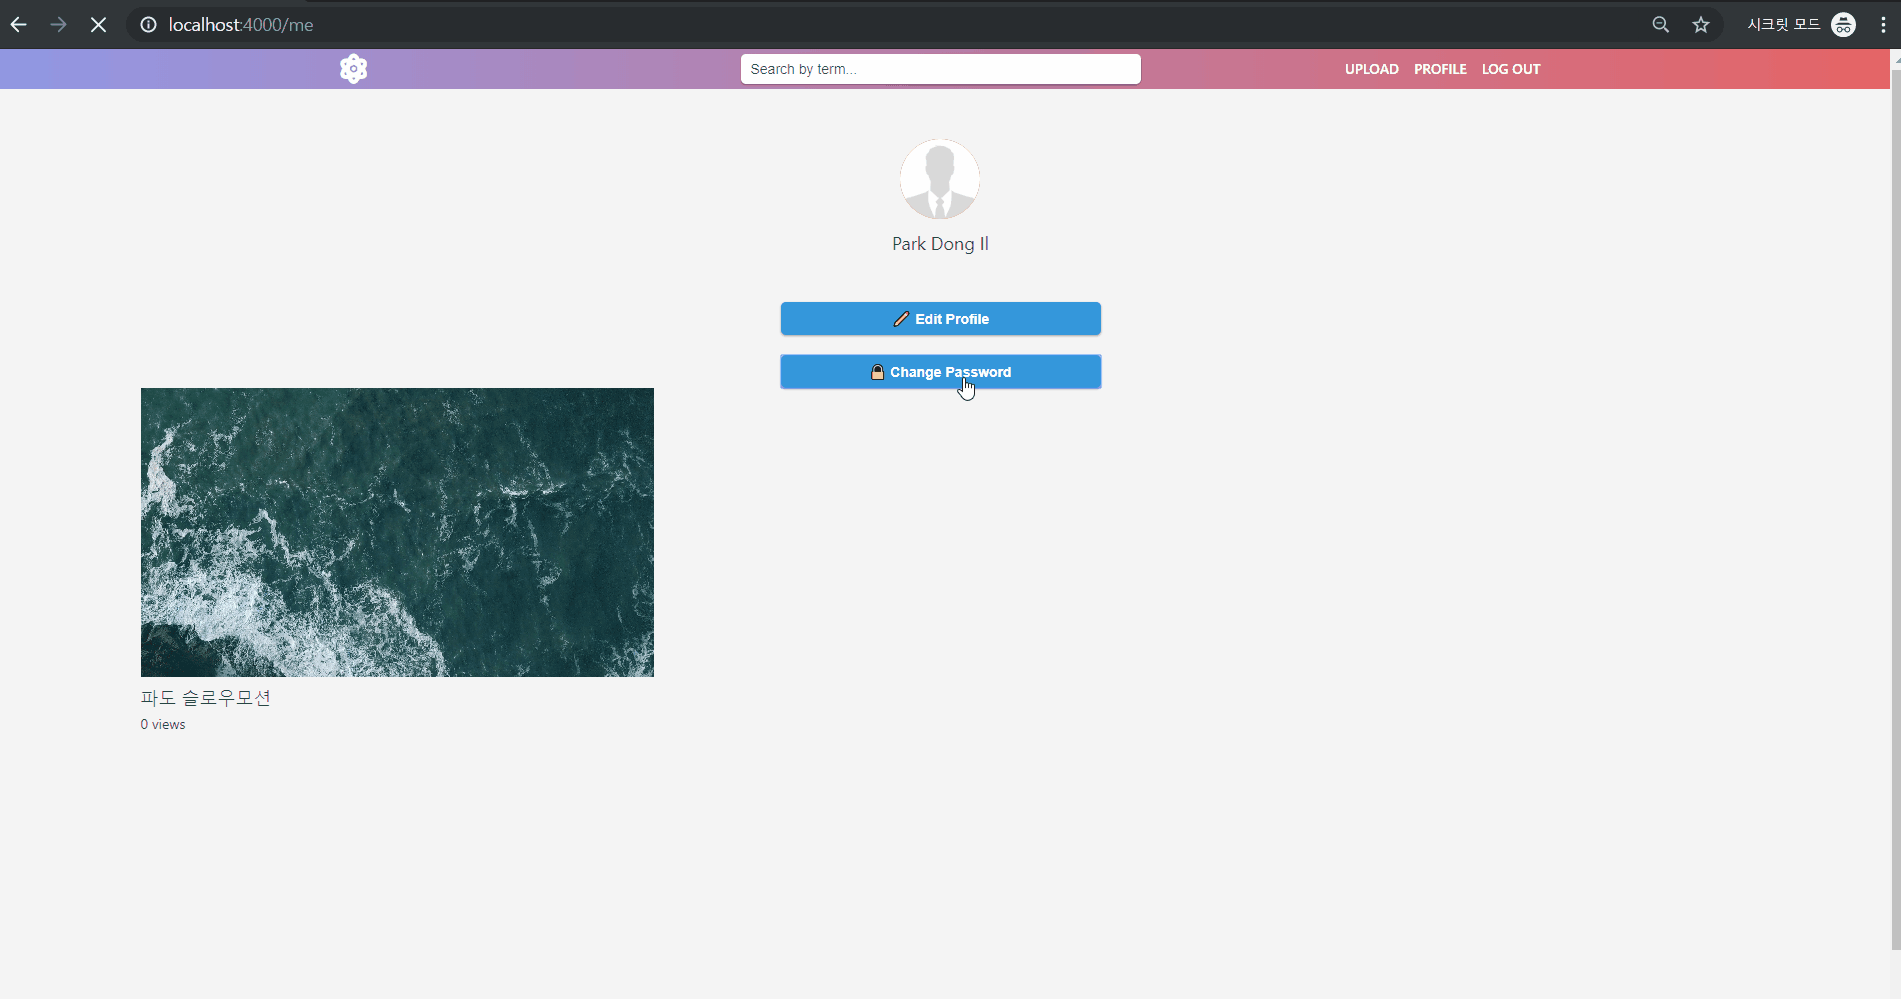 localhost:4000/me
시크릿 모드
Search by term...
UPLOAD PROFILE LOG OUT
Park Dong Il
Edit Profile
Change Password
파도 슬로우모션
0 views